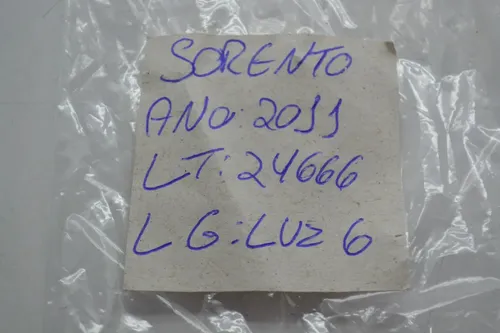 SORENTO
ANO: 2011
LT: 24666
LG: LUZ 6